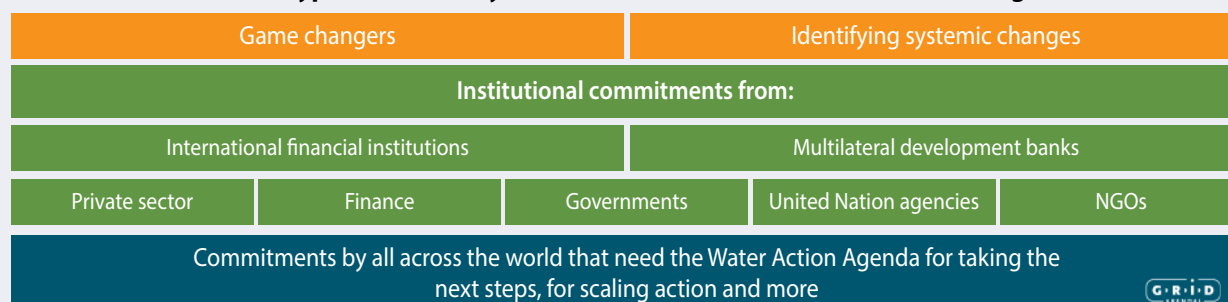 Game changers
Identifying systemic changes
Institutional commitments from:
International financial institutions
Multilateral development banks
Private sector
Finance
Governments
United Nation agencies
NGOs
Commitments by all across the world that need the Water Action Agenda for taking the
next steps, for scaling action and more
G·R·I·D
ARENDAL